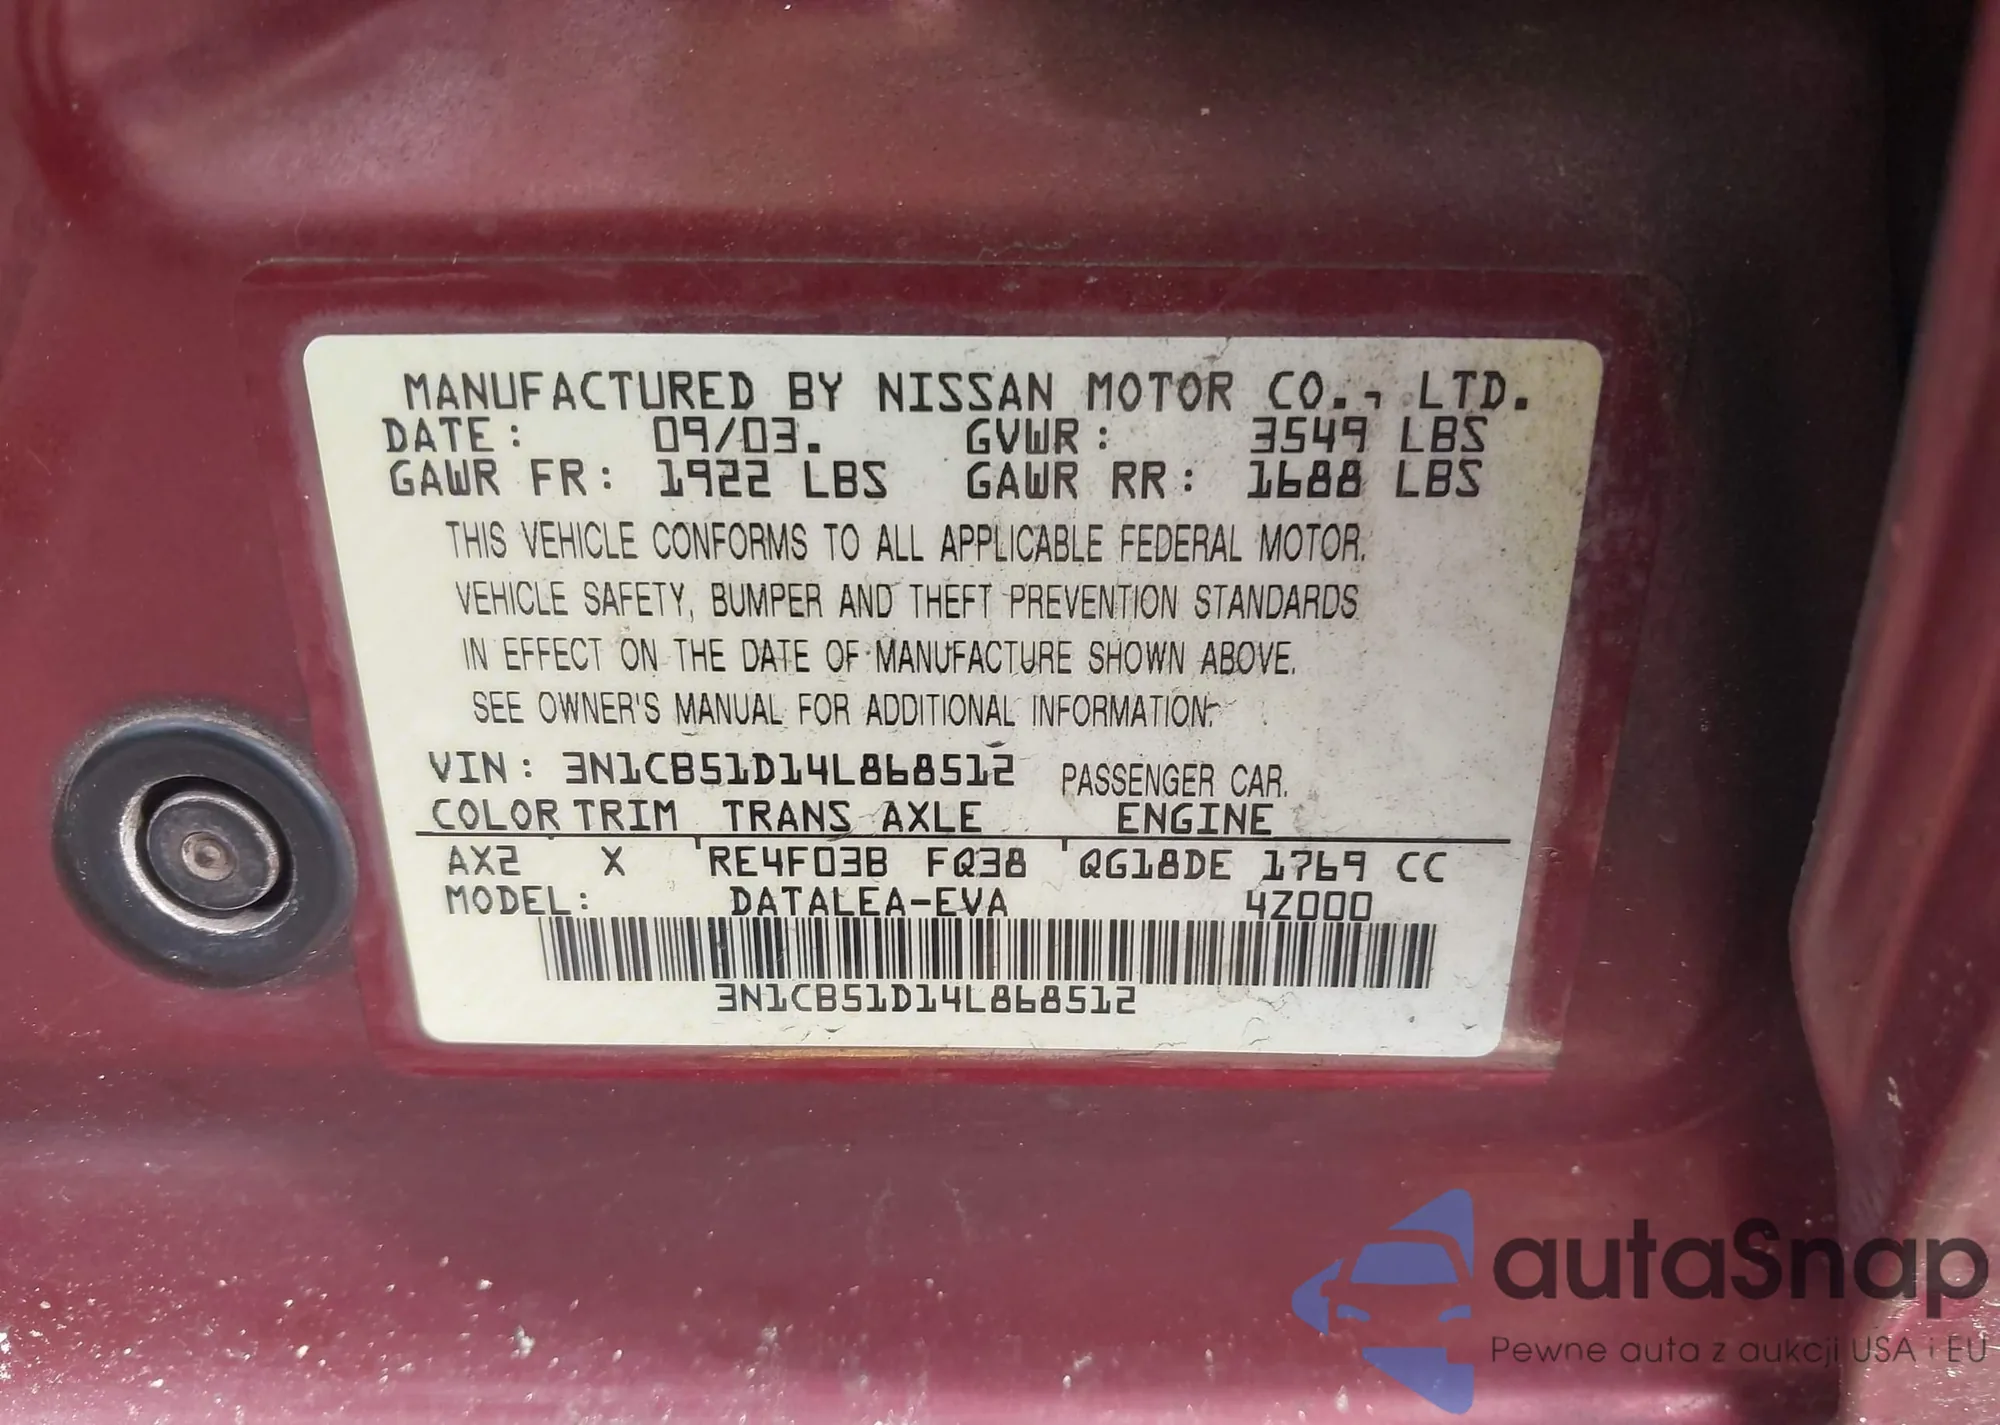 MANUFACTURED BY NISSAN MOTOR CO., LTD.
DATE: 09/03. GVWR: 3549 LBS
GAWR FR: 1922 LBS GAWR RR: 1688 LBS
THIS VEHICLE CONFORMS TO ALL APPLICABLE FEDERAL MOTOR
VEHICLE SAFETY, BUMPER AND THEFT PREVENTION STANDARDS
IN EFFECT ON THE DATE OF MANUFACTURE SHOWN ABOVE.
SEE OWNER'S MANUAL FOR ADDITIONAL INFORMATION.
VIN: 3N1CB51D14L868512 PASSENGER CAR.
COLOR TRIM TRANS AXLE ENGINE
AX2 X RE4F03B FQ38 QG18DE 1769 CC
MODEL: DATALEA-EVA 4Z000
3N1CB51D14L868512
autaSnap
Pewne auta z aukcji USA i EU